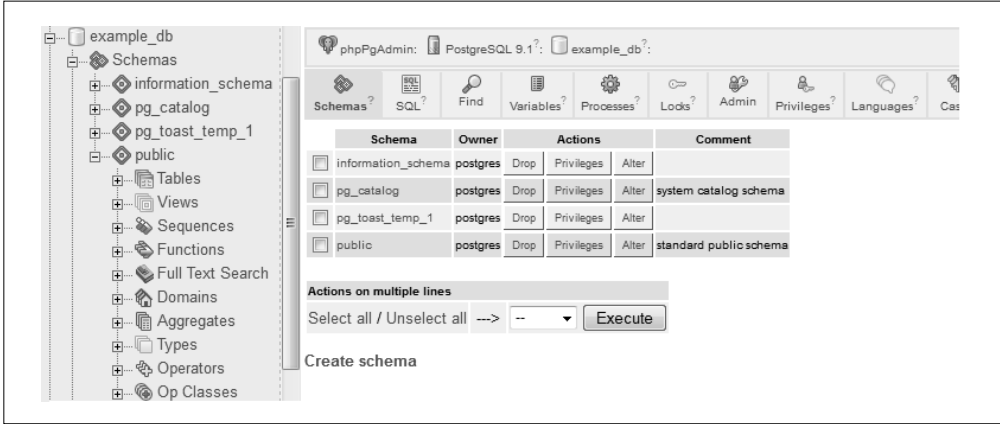 example_db
Schemas
information_schema
pg_catalog
pg_toast_temp_1
public
Tables
Views
Sequences
Functions
Full Text Search
Domains
Aggregates
Types
Operators
Op Classes
phpPgAdmin: PostgreSQL 9.1?: example_db?:
Schemas? SQL? Find Variables? Processes? Locks? Admin Privileges? Languages? Cas
Schema Owner Actions Comment
information_schema postgres Drop Privileges Alter
pg_catalog postgres Drop Privileges Alter system catalog schema
pg_toast_temp_1 postgres Drop Privileges Alter
public postgres Drop Privileges Alter standard public schema
Actions on multiple lines
Select all / Unselect all ---> -- Execute
Create schema